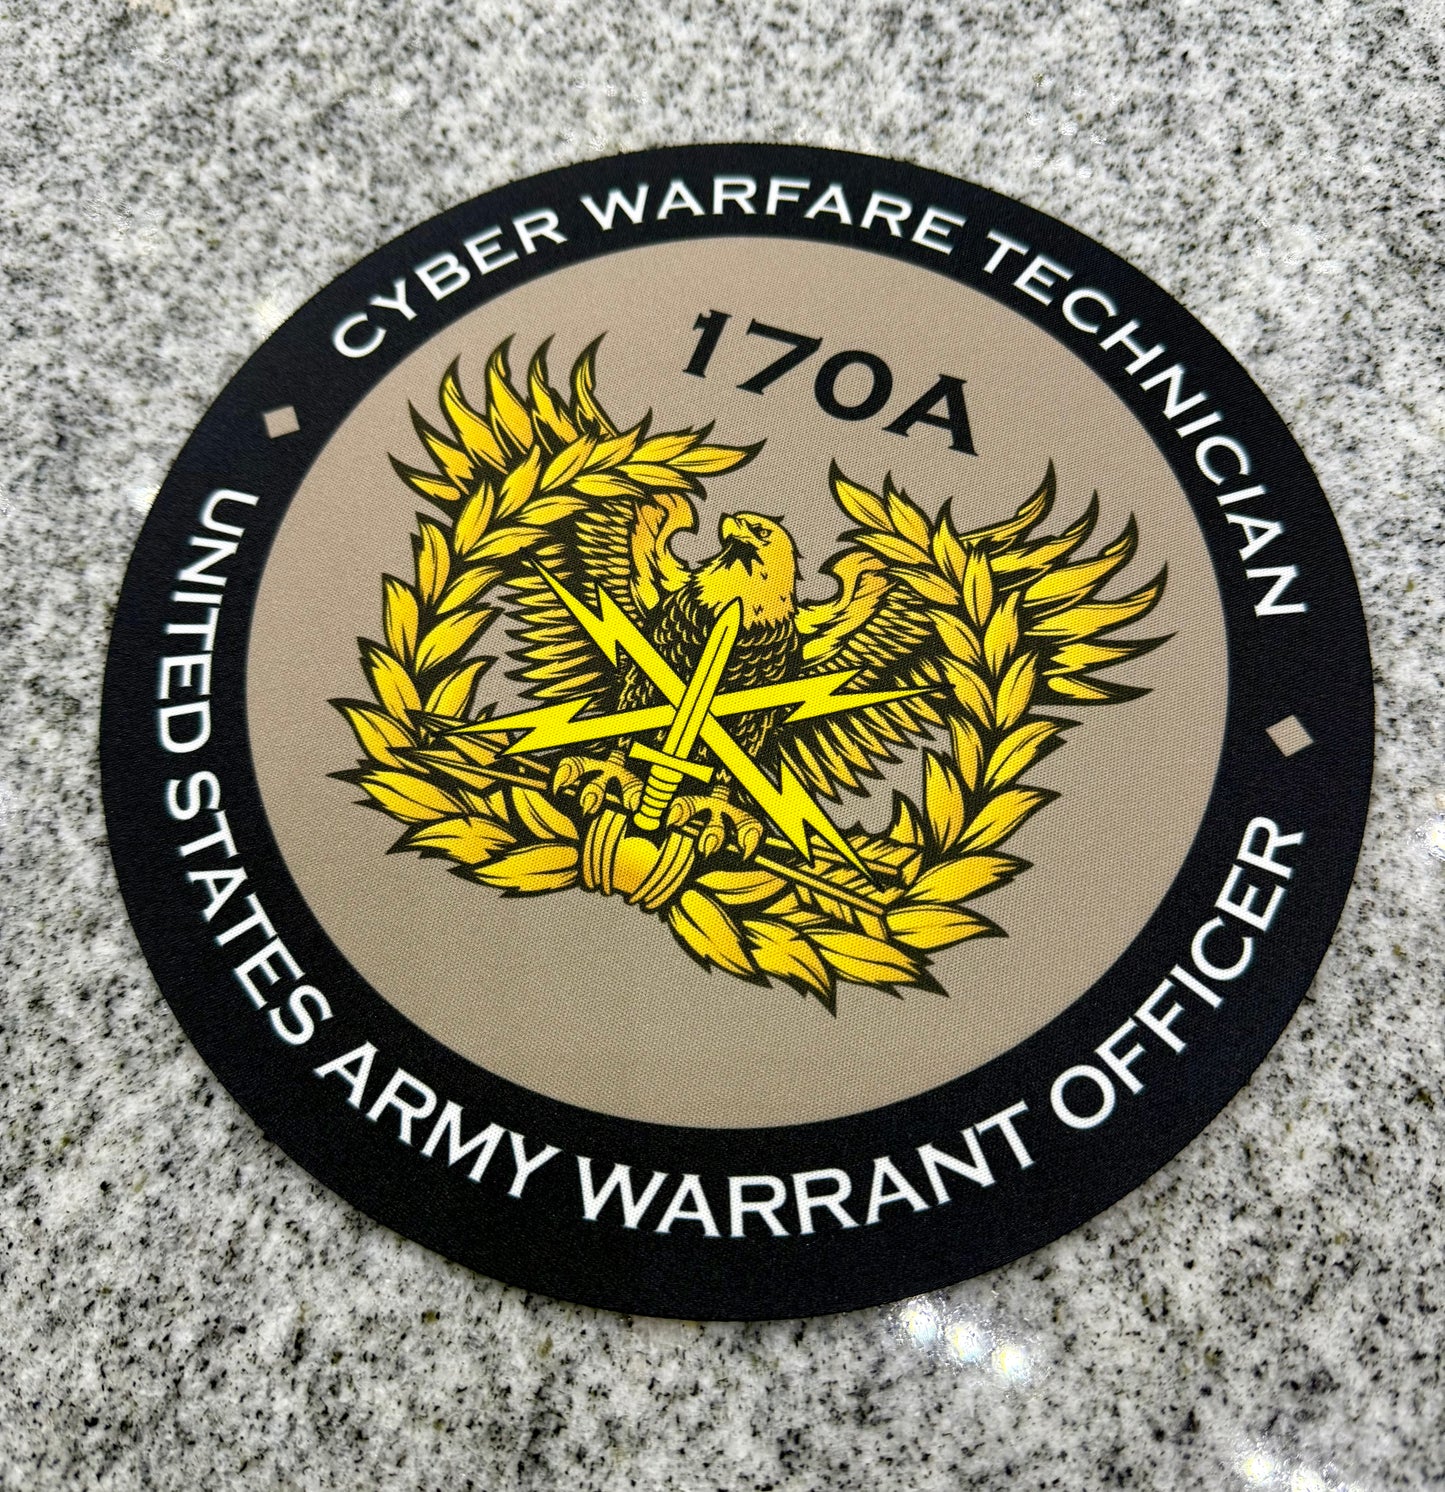 CYBER WARFARE TECHNICIAN
170A
UNITED STATES ARMY WARRANT OFFICER